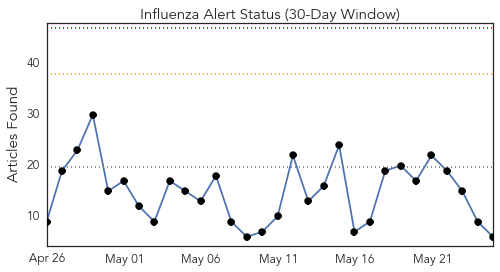 Influenza Alert Status (30-Day Window)
Articles Found
40
30
20
10
Apr 26 May 01 May 06 May 11 May 16 May 21